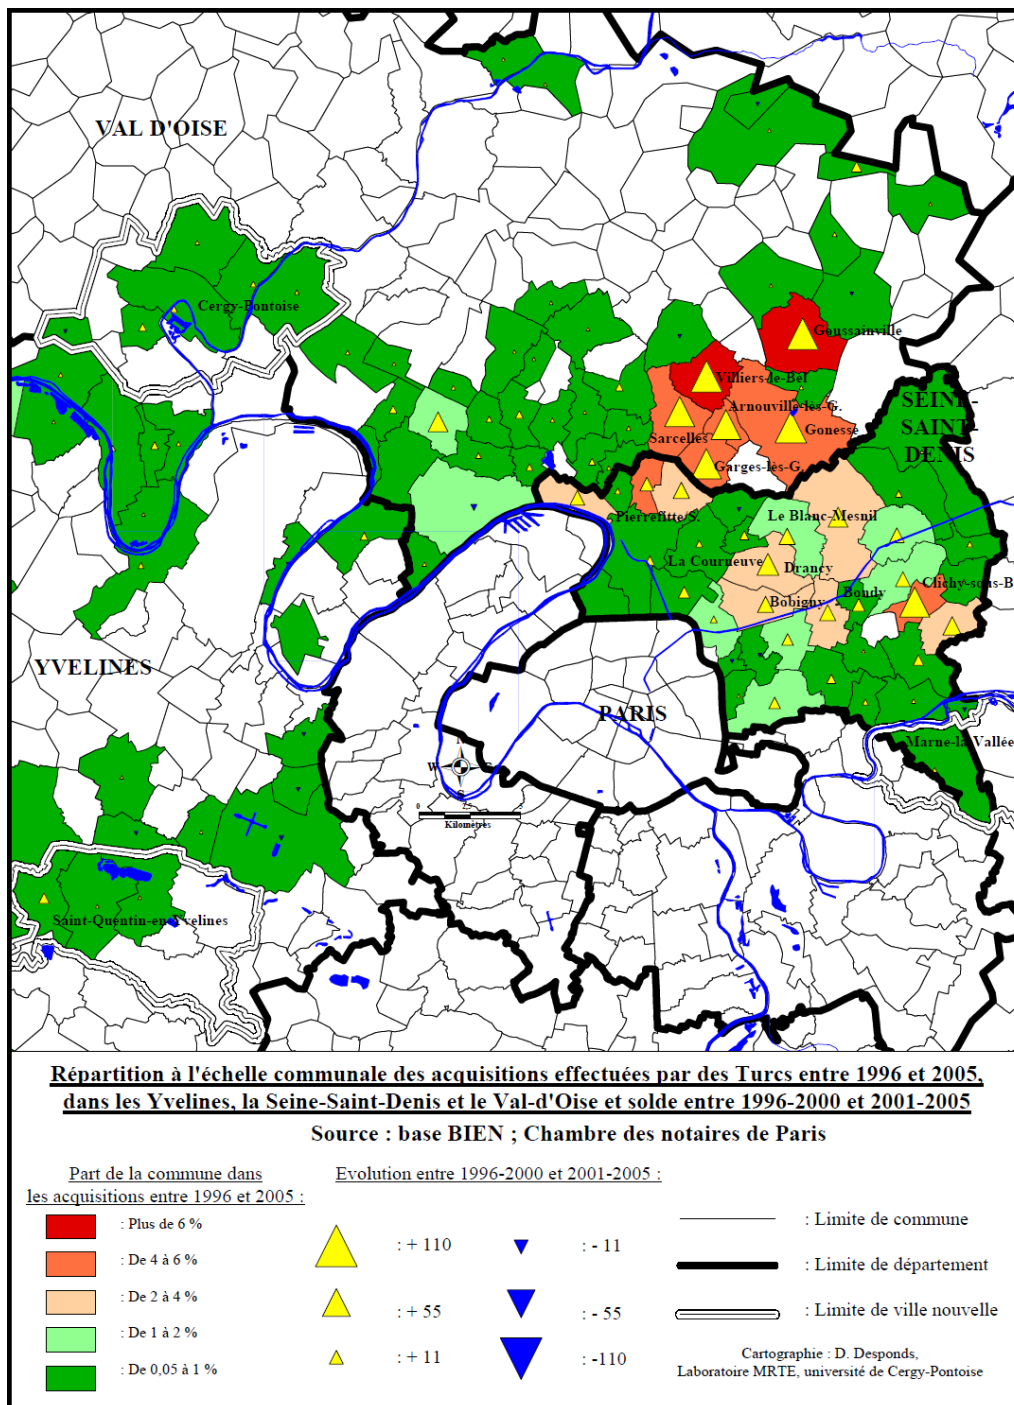 VAL D'OISE
Cergy-Pontoise
Goussainville
Villiers-le-Bel
Arnouville-lès-G.
Sarcelles
Gonesse
Garges-lès-G.
SEINE-
SAINT-
DENIS
Pierrefitte/S.
Le Blanc-Mesnil
La Courneuve
Drancy
Clichy-sous-B
Bobigny
Bondy
YVELINES
PARIS
Marne-la-Vallée
W
S
0
2,5
5
Kilomètres
Saint-Quentin-en-Yvelines
Répartition à l'échelle communale des acquisitions effectuées par des Turcs entre 1996 et 2005,
dans les Yvelines, la Seine-Saint-Denis et le Val-d'Oise et solde entre 1996-2000 et 2001-2005
Source : base BIEN ; Chambre des notaires de Paris
Part de la commune dans
les acquisitions entre 1996 et 2005 :
: Plus de 6 %
: De 4 à 6 %
: De 2 à 4 %
: De 1 à 2 %
: De 0,05 à 1 %
Evolution entre 1996-2000 et 2001-2005 :
: + 110
: + 55
: + 11
: - 11
: - 55
: -110
: Limite de commune
: Limite de département
: Limite de ville nouvelle
Cartographie : D. Desponds,
Laboratoire MRTE, université de Cergy-Pontoise